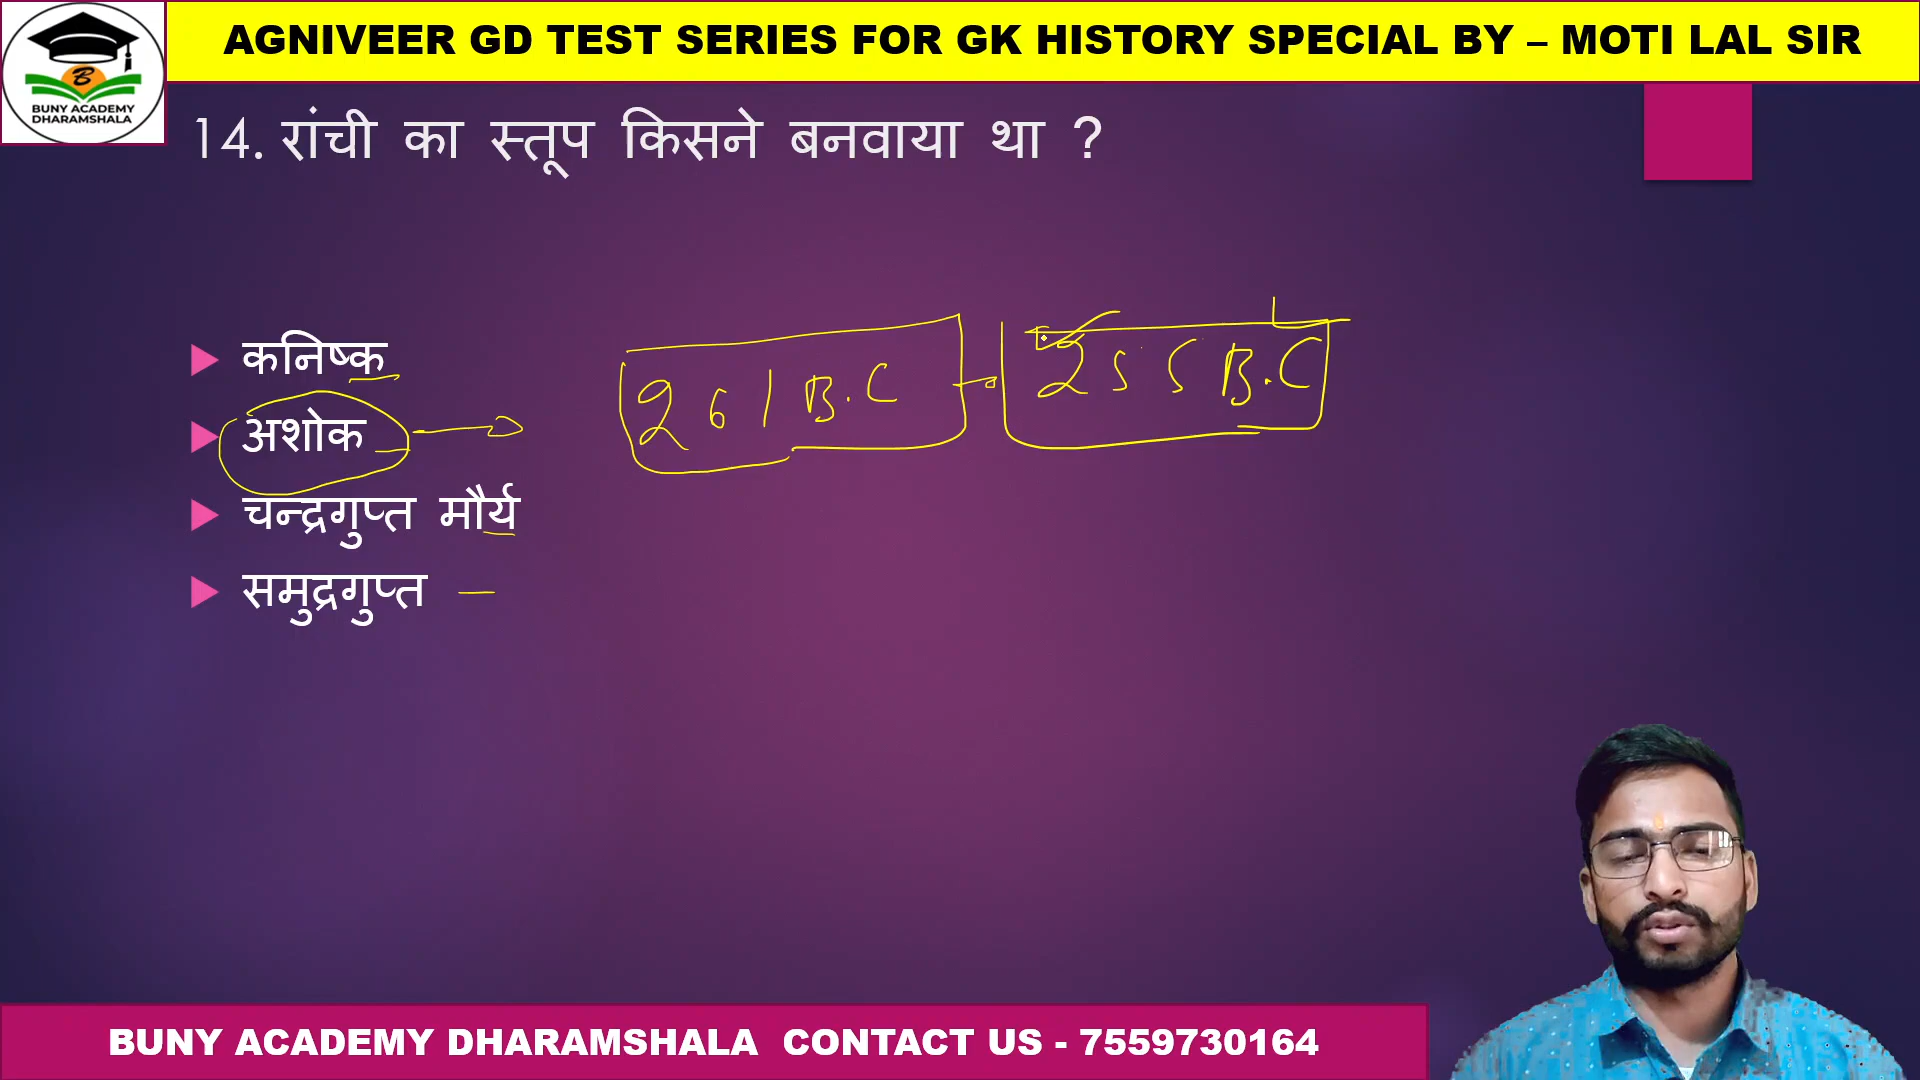 AGNIVEER GD TEST SERIES FOR GK HISTORY SPECIAL BY – MOTI LAL SIR
B
BUNY ACADEMY
DHARAMSHALA
14. रांची का स्तूप किसने बनवाया था ?
कनिष्क
अशोक
चन्द्रगुप्त मौर्य
समुद्रगुप्त
261 B.C
255 B.C
BUNY ACADEMY DHARAMSHALA CONTACT US - 7559730164